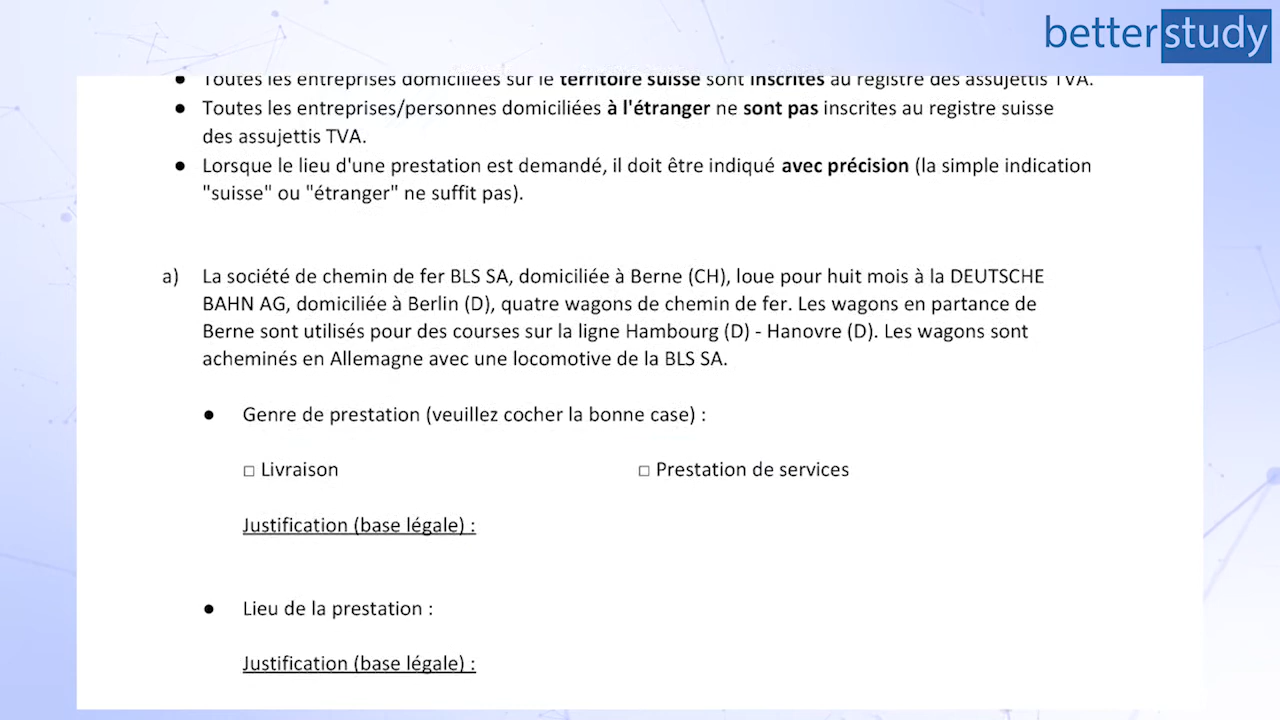 betterstudy
● Toutes les entreprises domiciliées sur le territoire suisse sont inscrites au registre des assujettis TVA.
● Toutes les entreprises/personnes domiciliées à l'étranger ne sont pas inscrites au registre suisse
des assujettis TVA.
● Lorsque le lieu d'une prestation est demandé, il doit être indiqué avec précision (la simple indication
"suisse" ou "étranger" ne suffit pas).
a) La société de chemin de fer BLS SA, domiciliée à Berne (CH), loue pour huit mois à la DEUTSCHE
BAHN AG, domiciliée à Berlin (D), quatre wagons de chemin de fer. Les wagons en partance de
Berne sont utilisés pour des courses sur la ligne Hambourg (D) - Hanovre (D). Les wagons sont
acheminés en Allemagne avec une locomotive de la BLS SA.
● Genre de prestation (veuillez cocher la bonne case) :
□ Livraison □ Prestation de services
Justification (base légale) :
● Lieu de la prestation :
Justification (base légale) :